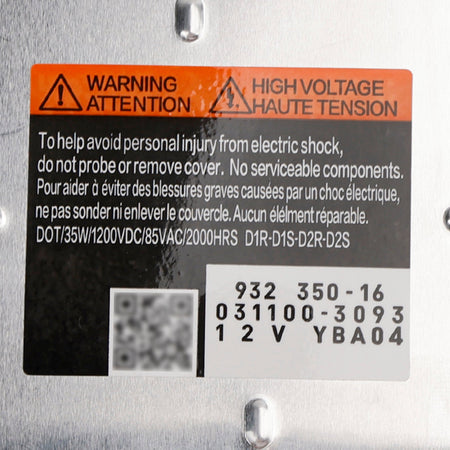 WARNING HIGH VOLTAGE
ATTENTION HAUTE TENSION
To help avoid personal injury from electric shock,
do not probe or remove cover. No serviceable components.
Pour aider à éviter des blessures graves causées par un choc électrique,
ne pas sonder ni enlever le couvercle. Aucun élélment réparable.
DOT/35W/1200VDC/85VAC/2000HRS D1R-D1S-D2R-D2S
932 350-16
031100-3093
12V YBA04